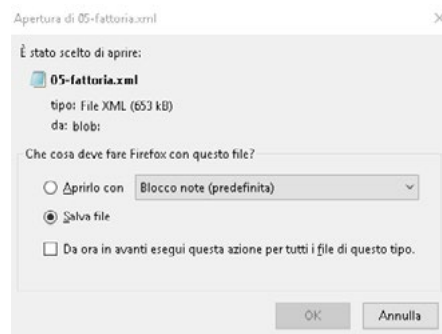 Apertura di 05-fattoria.xml
È stato scelto di aprire:
05-fattoria.xml
tipo: File XML (653 kB)
da: blob:
Che cosa deve fare Firefox con questo file?
Aprirlo con Blocco note (predefinita)
Salva file
Da ora in avanti esegui questa azione per tutti i file di questo tipo.
OK Annulla